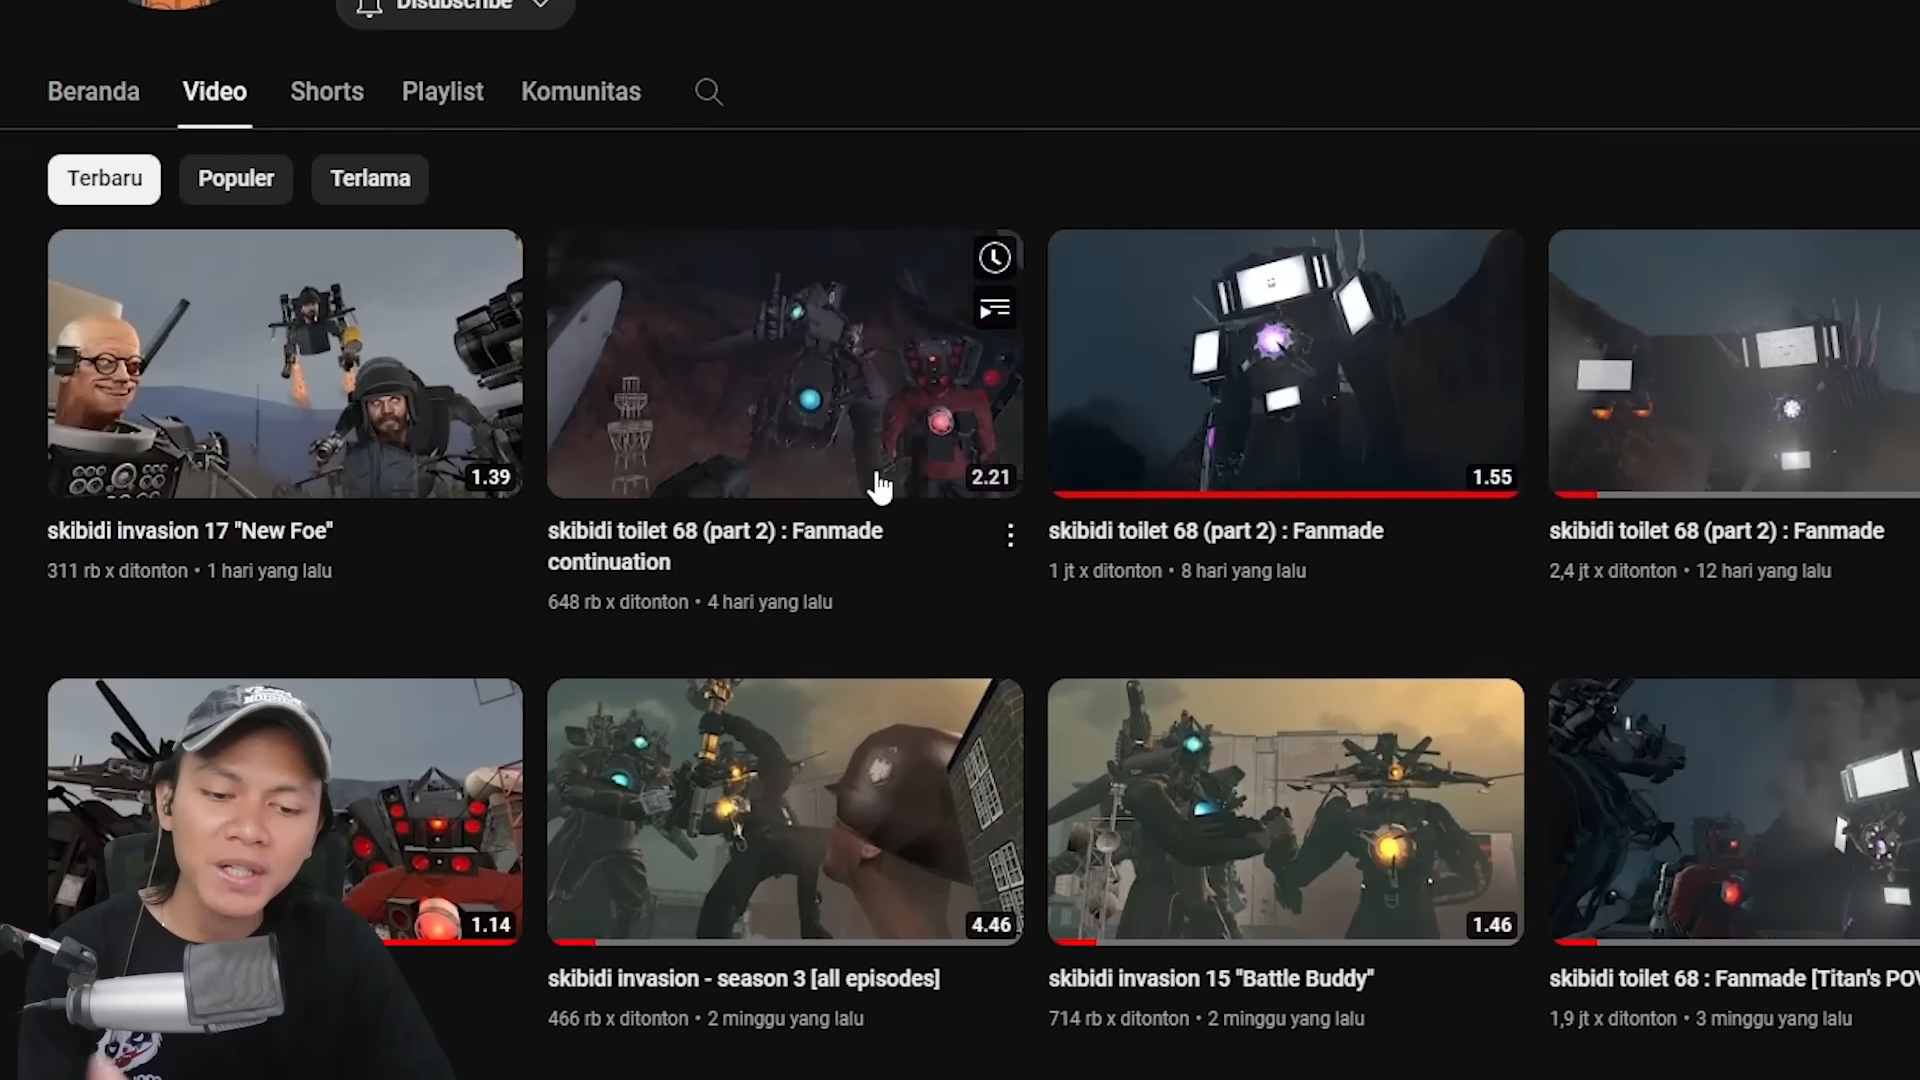 Disubscribe
Beranda Video Shorts Playlist Komunitas
Terbaru Populer Terlama
1.39
2.21
1.55
skibidi invasion 17 "New Foe"
311 rb x ditonton • 1 hari yang lalu
skibidi toilet 68 (part 2) : Fanmade
continuation
648 rb x ditonton • 4 hari yang lalu
skibidi toilet 68 (part 2) : Fanmade
1 jt x ditonton • 8 hari yang lalu
skibidi toilet 68 (part 2) : Fanmade
2,4 jt x ditonton • 12 hari yang lalu
1.14
4.46
1.46
skibidi invasion - season 3 [all episodes]
466 rb x ditonton • 2 minggu yang lalu
skibidi invasion 15 "Battle Buddy"
714 rb x ditonton • 2 minggu yang lalu
skibidi toilet 68 : Fanmade [Titan's POV
1,9 jt x ditonton • 3 minggu yang lalu